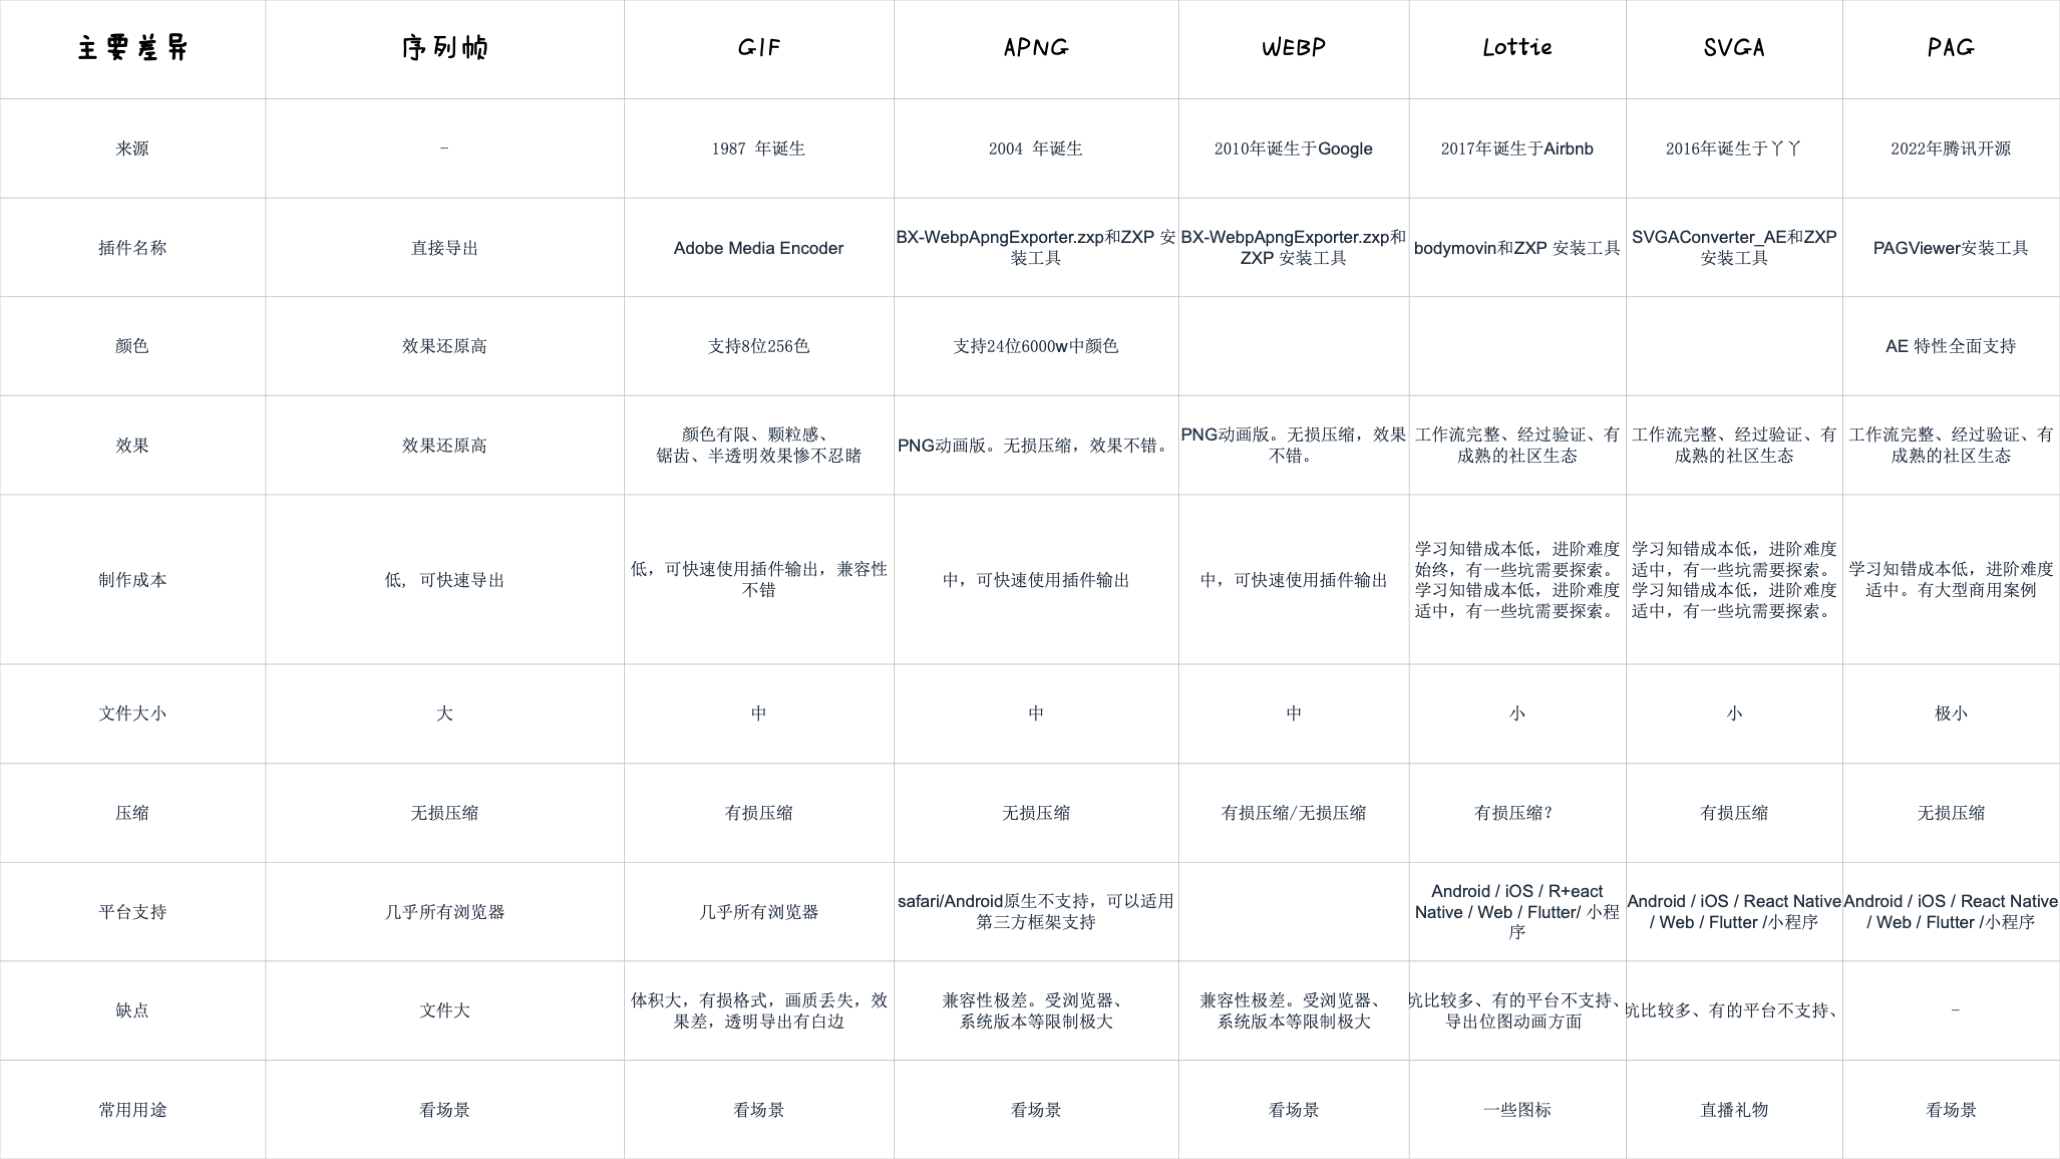 主要差异
序列帧
GIF
APNG
WEBP
Lottie
SVGA
PAG
来源
-
1987 年诞生
2004 年诞生
2010年诞生于Google
2017年诞生于Airbnb
2016年诞生于丫丫
2022年腾讯开源
插件名称
直接导出
Adobe Media Encoder
BX-WebpApngExporter.zxp和ZXP 安
装工具
BX-WebpApngExporter.zxp和
ZXP 安装工具
bodymovin和ZXP 安装工具
SVGAConverter_AE和ZXP
安装工具
PAGViewer安装工具
颜色
效果还原高
支持8位256色
支持24位6000w中颜色
AE 特性全面支持
效果
效果还原高
颜色有限、颗粒感、
锯齿、半透明效果惨不忍睹
PNG动画版。无损压缩，效果不错。
PNG动画版。无损压缩，效果
不错。
工作流完整、经过验证、有
成熟的社区生态
工作流完整、经过验证、有
成熟的社区生态
工作流完整、经过验证、有
成熟的社区生态
制作成本
低, 可快速导出
低，可快速使用插件输出，兼容性
不错
中，可快速使用插件输出
中，可快速使用插件输出
学习知错成本低，进阶难度
始终，有一些坑需要探索。
学习知错成本低，进阶难度
适中，有一些坑需要探索。
学习知错成本低，进阶难度
适中，有一些坑需要探索。
学习知错成本低，进阶难度
适中，有一些坑需要探索。
学习知错成本低，进阶难度
适中。有大型商用案例
文件大小
大
中
中
中
小
小
极小
压缩
无损压缩
有损压缩
无损压缩
有损压缩/无损压缩
有损压缩？
有损压缩
无损压缩
平台支持
几乎所有浏览器
几乎所有浏览器
safari/Android原生不支持，可以适用
第三方框架支持
Android / iOS / R+eact
Native / Web / Flutter/ 小程
序
Android / iOS / React Native
/ Web / Flutter /小程序
Android / iOS / React Native
/ Web / Flutter /小程序
缺点
文件大
体积大，有损格式，画质丢失，效
果差，透明导出有白边
兼容性极差。受浏览器、
系统版本等限制极大
兼容性极差。受浏览器、
系统版本等限制极大
坑比较多、有的平台不支持、
导出位图动画方面
坑比较多、有的平台不支持、
-
常用用途
看场景
看场景
看场景
看场景
一些图标
直播礼物
看场景